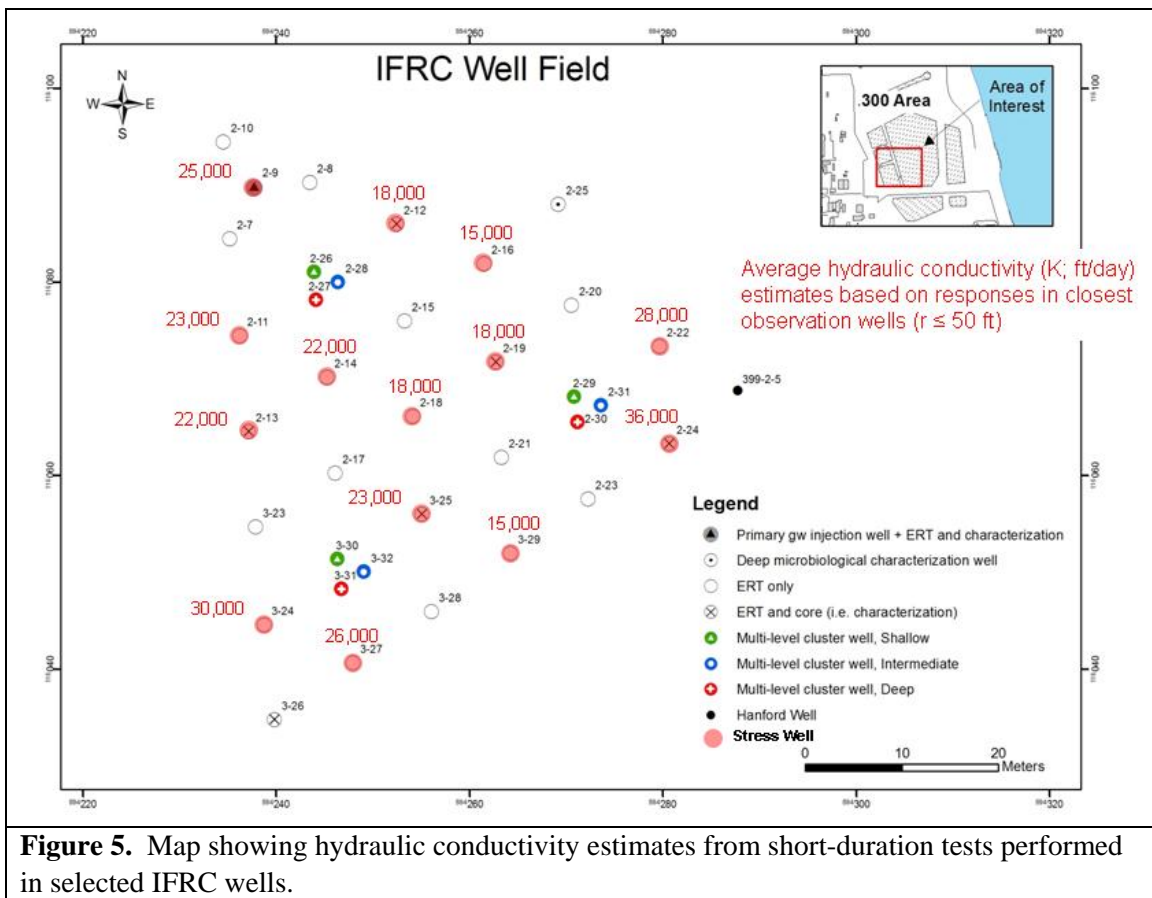 594220
594240
594260
594280
594300
594320
IFRC Well Field
N
W
E
S
300 Area
Area of
Interest
2-10
25,000
2-9
2-8
18,000
2-12
2-25
2-7
15,000
2-16
2-26
2-28
2-27
Average hydraulic conductivity (K; ft/day)
estimates based on responses in closest
observation wells (r ≤ 50 ft)
2-15
2-20
23,000
2-11
18,000
2-19
28,000
2-22
22,000
2-14
2-29
2-31
2-30
399-2-5
18,000
2-18
22,000
2-13
36,000
2-24
2-21
2-17
2-23
23,000
3-25
3-23
15,000
3-29
3-30
3-32
3-31
3-28
30,000
3-24
26,000
3-27
3-26
Legend
Primary gw injection well + ERT and characterization
Deep microbiological characterization well
ERT only
ERT and core (i.e. characterization)
Multi-level cluster well, Shallow
Multi-level cluster well, Intermediate
Multi-level cluster well, Deep
Hanford Well
Stress Well
0 10 20
Meters
Figure 5. Map showing hydraulic conductivity estimates from short-duration tests performed
in selected IFRC wells.